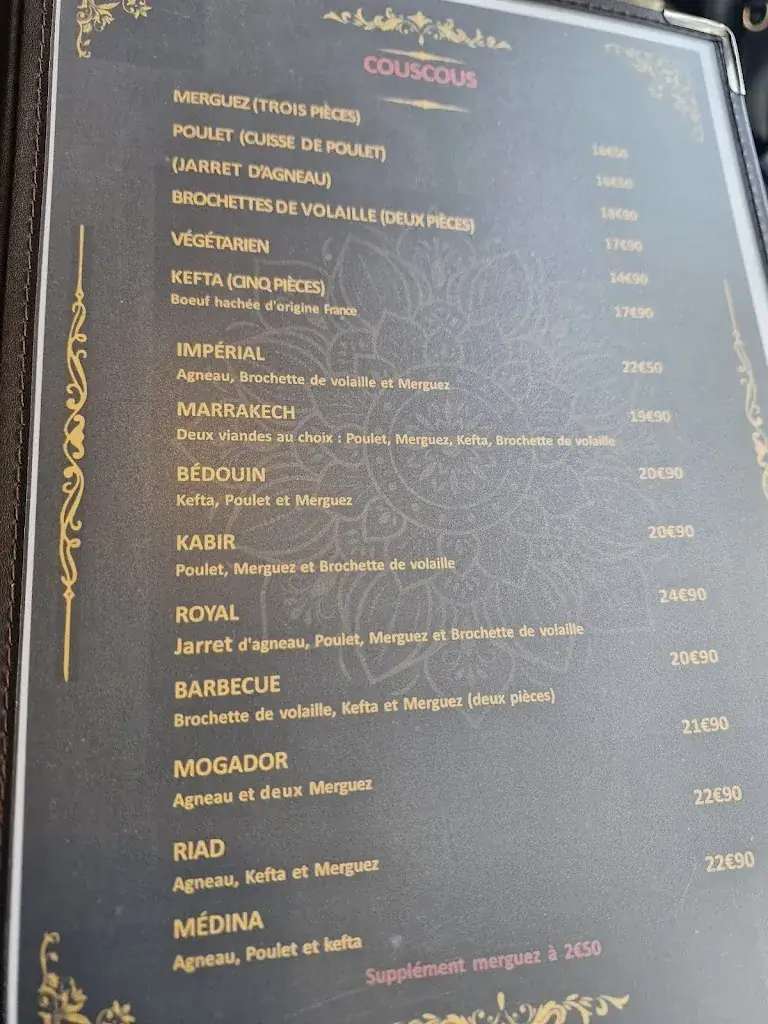 COUSCOUS
MERGUEZ (TROIS PIÈCES) 16€50
POULET (CUISSE DE POULET) 16€50
(JARRET D'AGNEAU) 18€90
BROCHETTES DE VOLAILLE (DEUX PIÈCES) 17€90
VÉGÉTARIEN 14€90
KEFTA (CINQ PIÈCES) 17€90
Boeuf hachée d'origine France
IMPÉRIAL 22€50
Agneau, Brochette de volaille et Merguez
MARRAKECH 19€90
Deux viandes au choix : Poulet, Merguez, Kefta, Brochette de volaille
BÉDOUIN 20€90
Kefta, Poulet et Merguez
KABIR 20€90
Poulet, Merguez et Brochette de volaille
ROYAL 24€90
Jarret d'agneau, Poulet, Merguez et Brochette de volaille
BARBECUE 20€90
Brochette de volaille, Kefta et Merguez (deux pièces)
MOGADOR 21€90
Agneau et deux Merguez
RIAD 22€90
Agneau, Kefta et Merguez
MÉDINA 22€90
Agneau, Poulet et kefta
Supplément merguez à 2€50